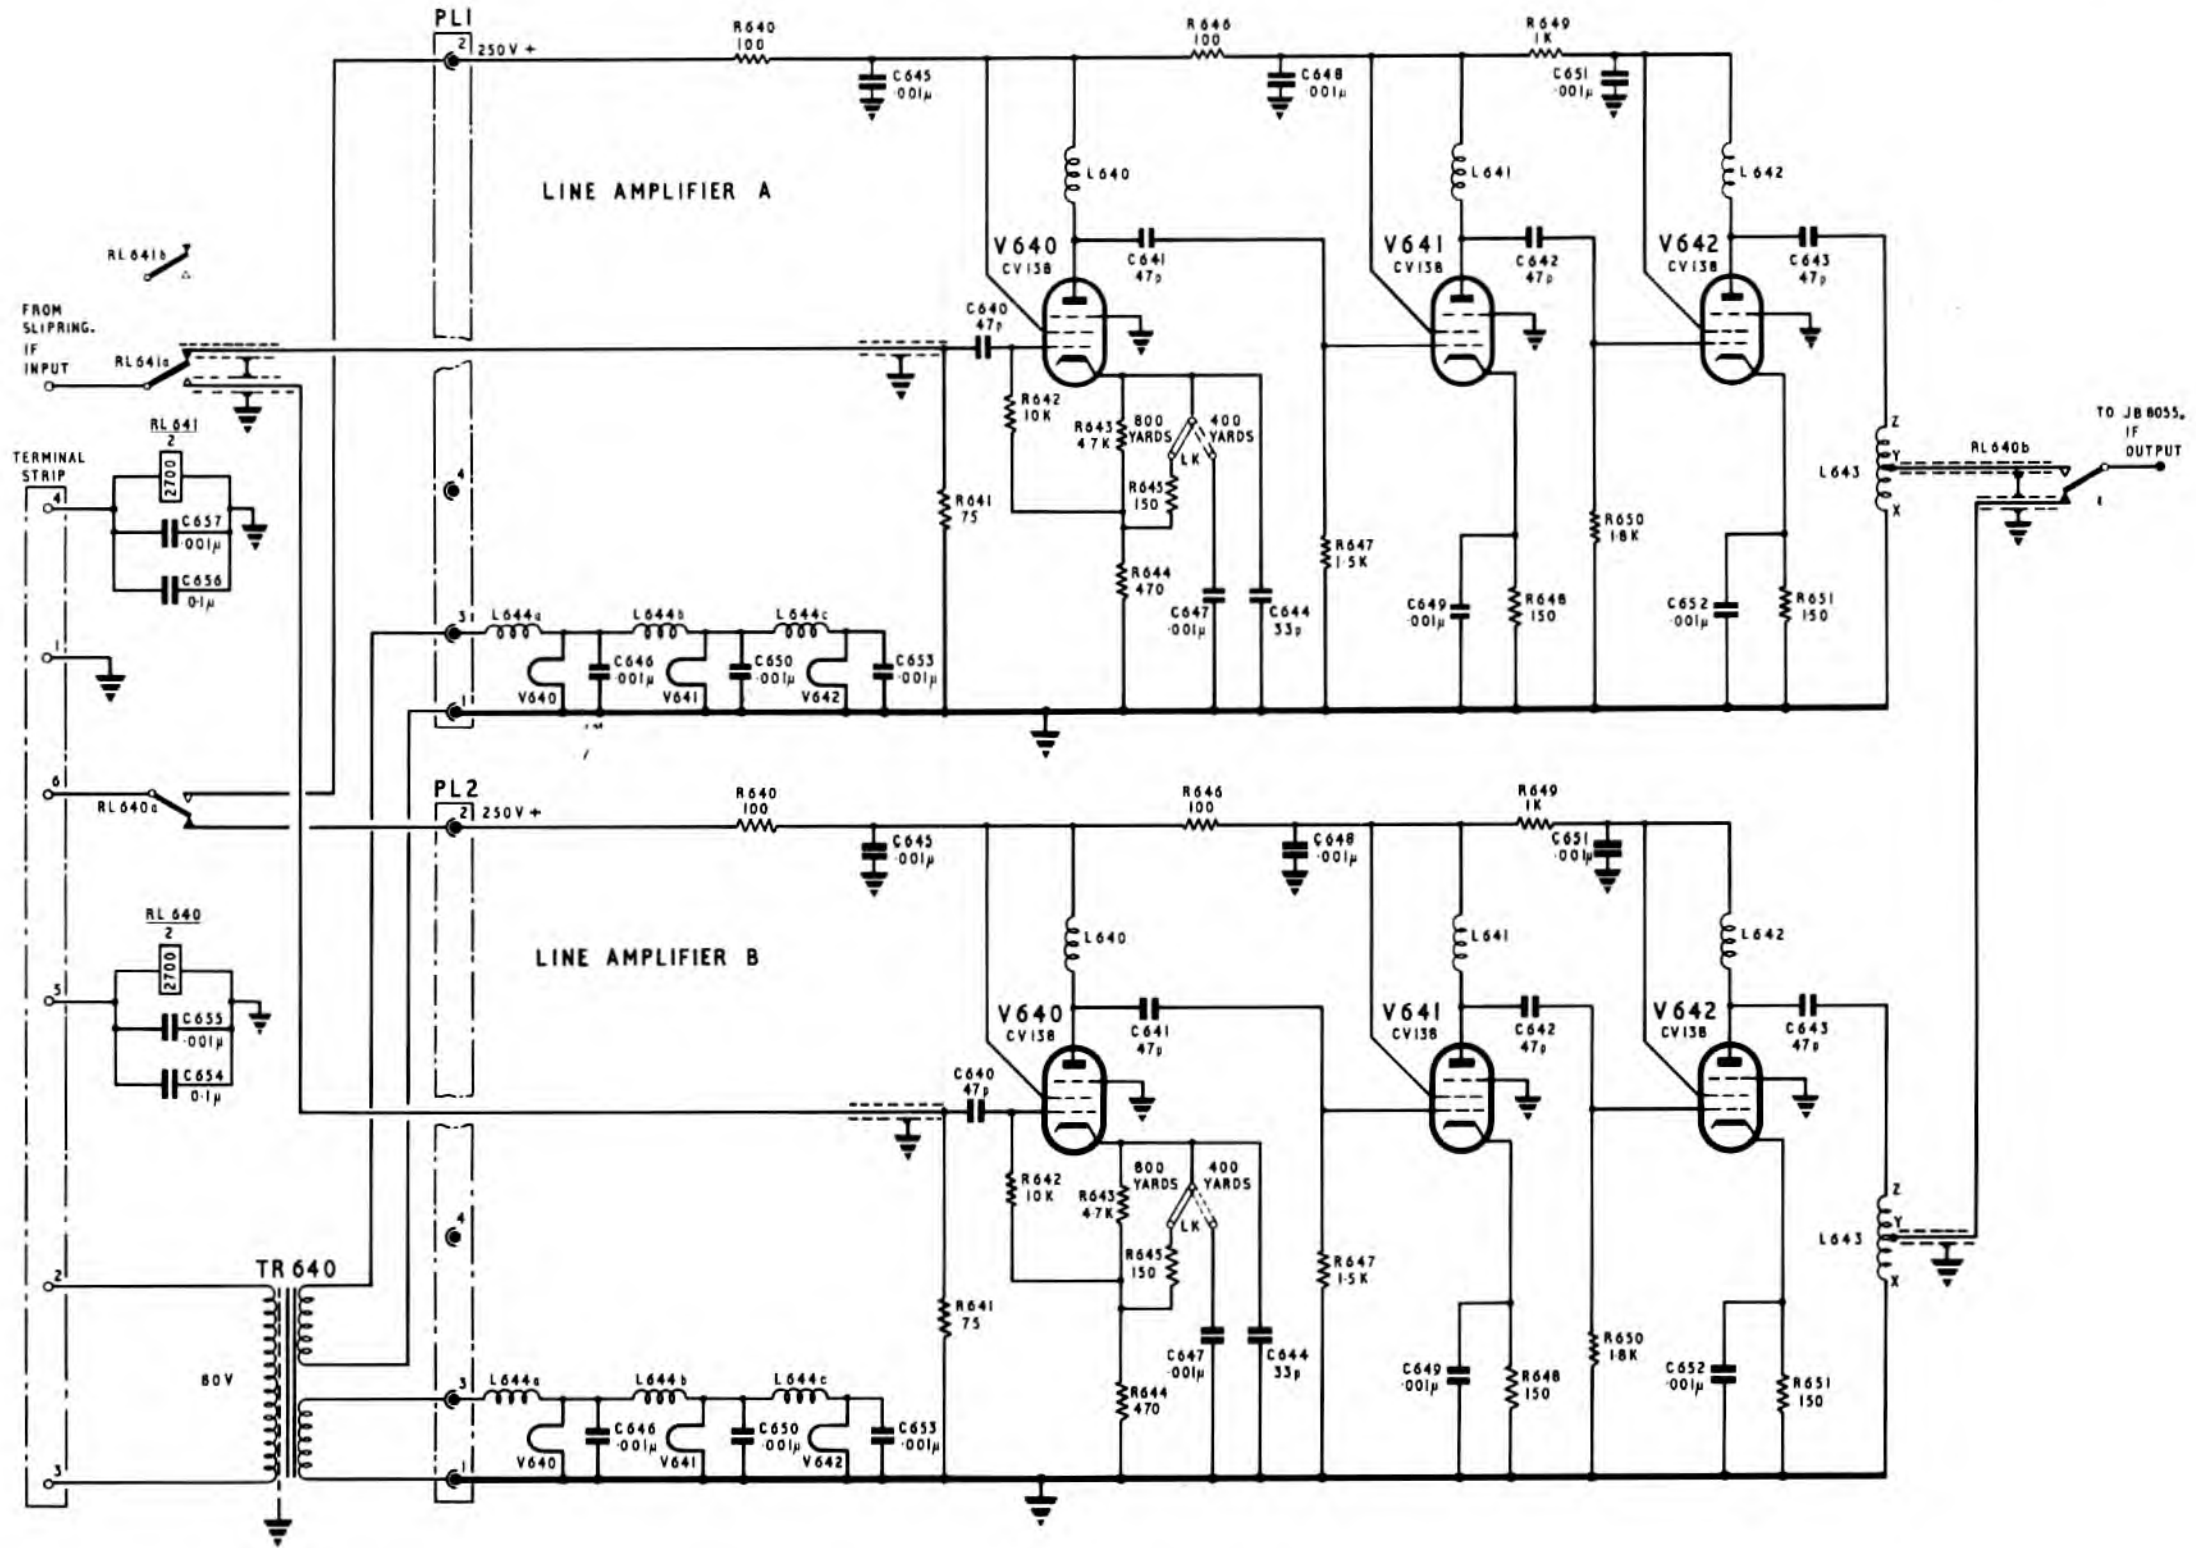 PL1
2
250V +
R640
100
C645
·001μ
R646
100
C648
·001μ
R649
1K
C651
·001μ
LINE AMPLIFIER A
L640
L641
L642
V640
CV138
C641
47p
V641
CV138
C642
47p
V642
CV138
C643
47p
RL641b
FROM
SLIPRING.
IF
INPUT
RL641a
C640
47p
R642
10K
R643
4·7K
800
YARDS
400
YARDS
LK
R645
150
R641
75
R644
470
C647
·001μ
C644
33p
R647
1·5K
C649
·001μ
R648
150
R650
1·8K
C652
·001μ
R651
150
Z
Y
X
L643
RL640b
TO JB8055.
IF
OUTPUT
RL641
2
2700
C657
·001μ
C656
0·1μ
TERMINAL
STRIP
4
1
6
5
2
3
4
3
1
L644a
L644b
L644c
V640
C646
·001μ
V641
C650
·001μ
V642
C653
·001μ
RL640a
RL640
2
2700
C655
·001μ
C654
0·1μ
TR640
80V
PL2
2
250V +
R640
100
C645
·001μ
R646
100
C648
·001μ
R649
1K
C651
·001μ
LINE AMPLIFIER B
L640
L641
L642
V640
CV138
C641
47p
V641
CV138
C642
47p
V642
CV138
C643
47p
C640
47p
R642
10K
R643
4·7K
800
YARDS
400
YARDS
LK
R645
150
R641
75
R644
470
C647
·001μ
C644
33p
R647
1·5K
C649
·001μ
R648
150
R650
1·8K
C652
·001μ
R651
150
Z
Y
X
L643
4
3
1
L644a
L644b
L644c
V640
C646
·001μ
V641
C650
·001μ
V642
C653
·001μ